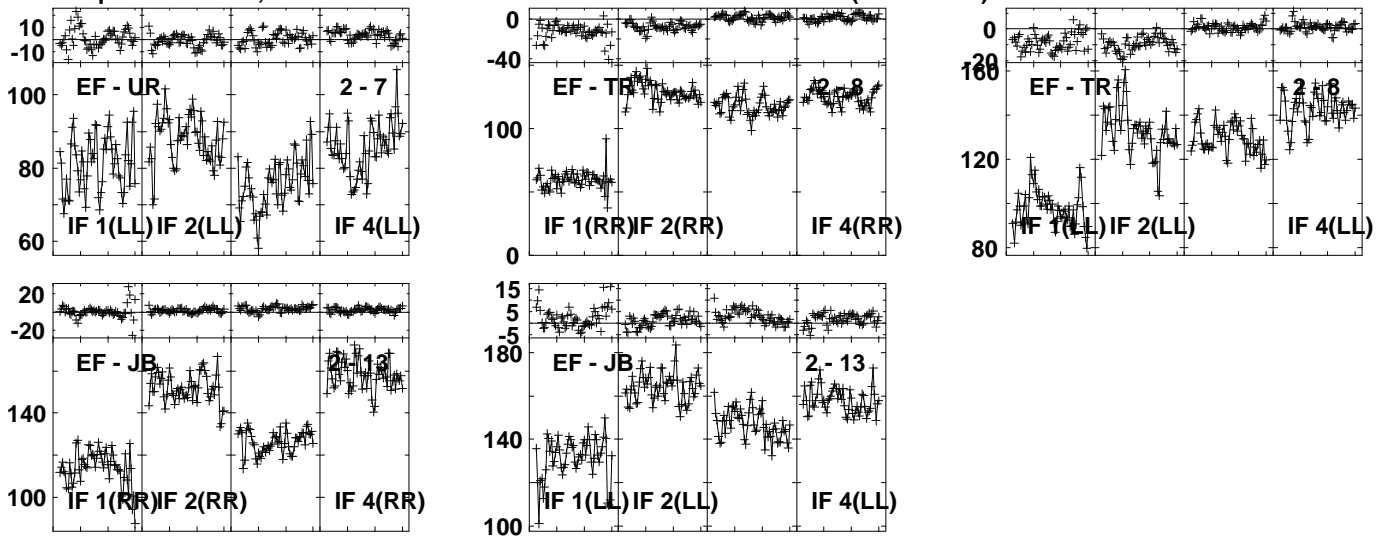 10
-10
EF - UR
2 - 7
100
80
60
IF 1(LL)
IF 2(LL)
IF 4(LL)
0
-40
EF - TR
2 - 8
100
0
IF 1(RR)
IF 2(RR)
IF 4(RR)
0
-20
EF - TR
2 - 8
160
120
80
IF 1(LL)
IF 2(LL)
IF 4(LL)
20
-20
EF - JB
2 - 13
140
100
IF 1(RR)
IF 2(RR)
IF 4(RR)
15
5
-5
EF - JB
2 - 13
180
140
100
IF 1(LL)
IF 2(LL)
IF 4(LL)